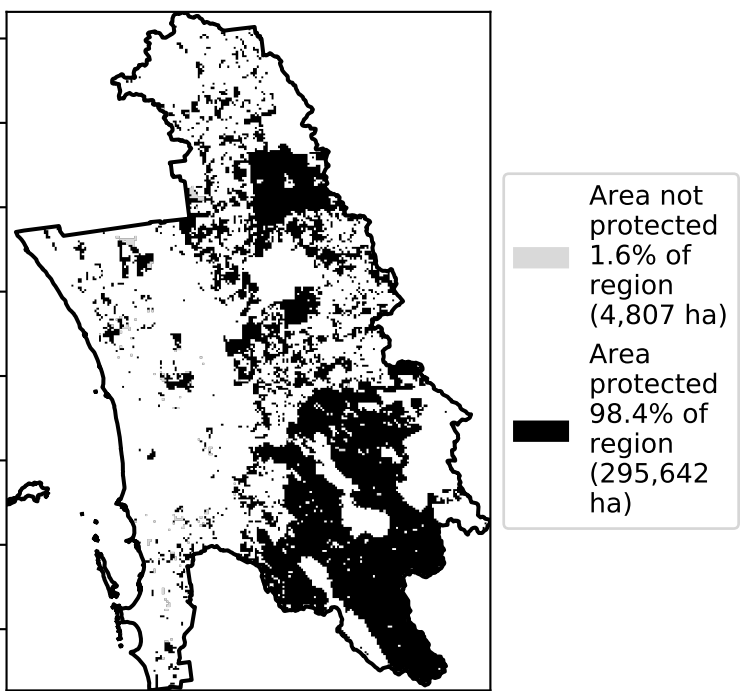 Area not
protected
1.6% of
region
(4,807 ha)
Area
protected
98.4% of
region
(295,642
ha)